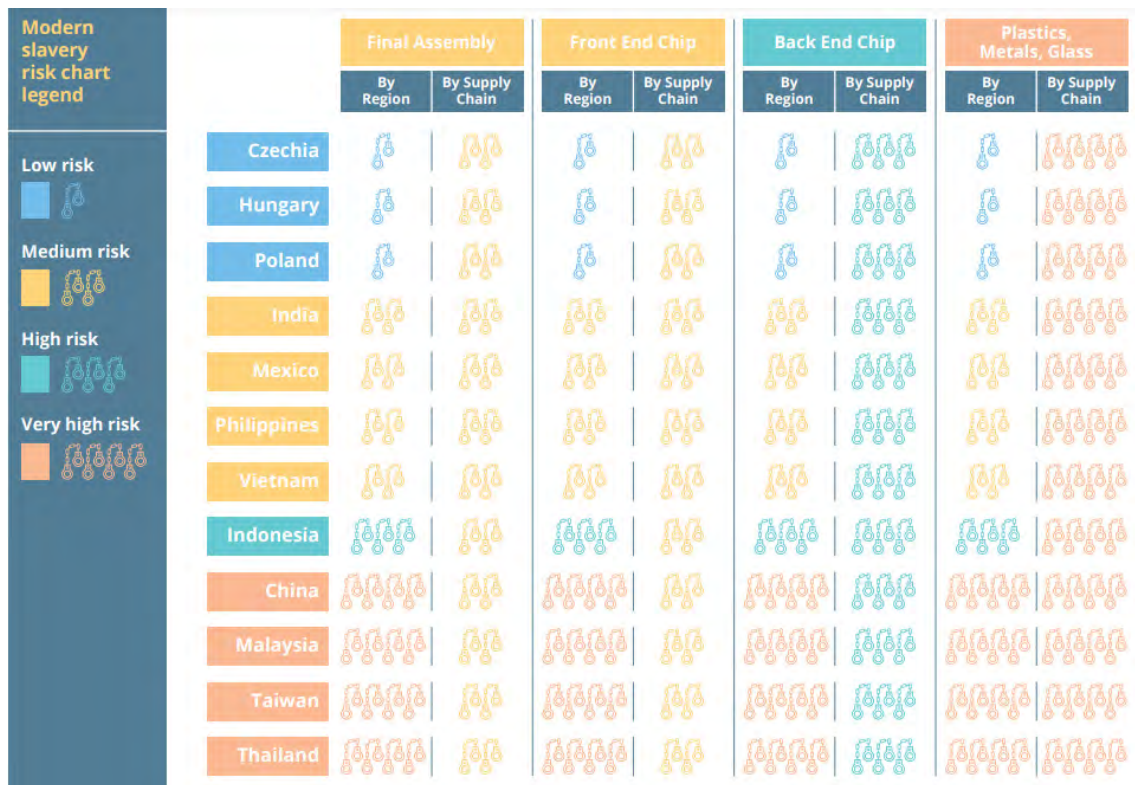 Modern
slavery
risk chart
legend
Low risk
Medium risk
High risk
Very high risk
Final Assembly
Front End Chip
Back End Chip
Plastics,
Metals, Glass
By
Region
By Supply
Chain
By
Region
By Supply
Chain
By
Region
By Supply
Chain
By
Region
By Supply
Chain
Czechia
Hungary
Poland
India
Mexico
Philippines
Vietnam
Indonesia
China
Malaysia
Taiwan
Thailand